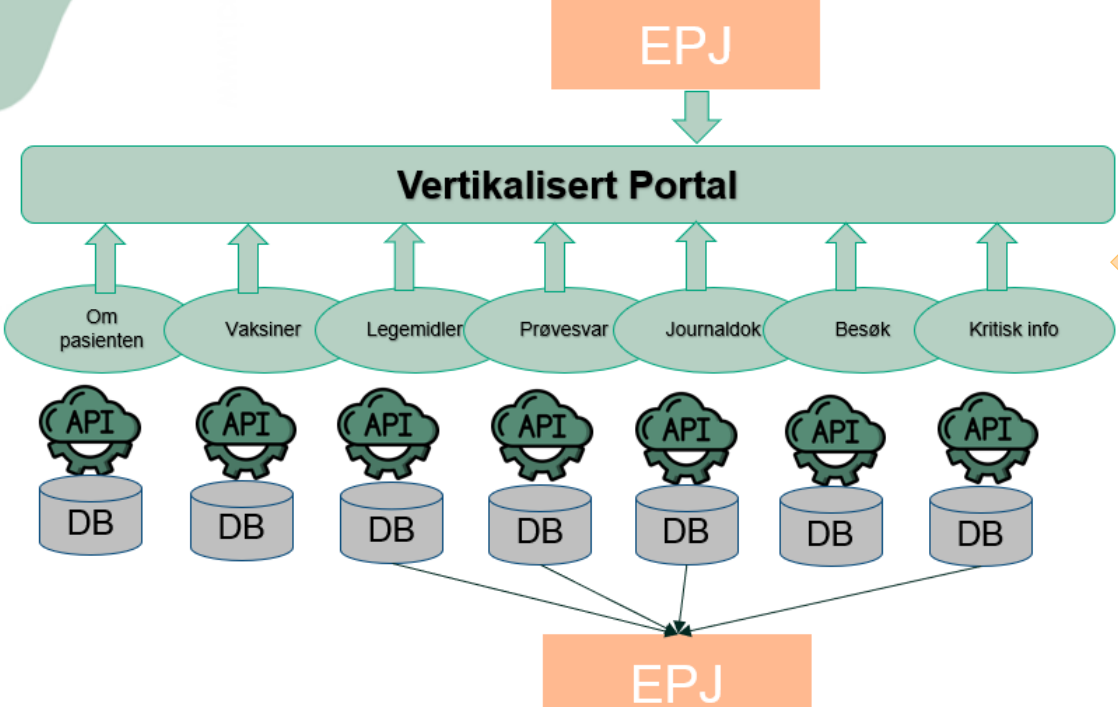 EPJ
Vertikalisert Portal
Om
pasienten
Vaksiner
Legemidler
Prøvesvar
Journaldok
Besøk
Kritisk info
API
API
API
API
API
API
API
DB
DB
DB
DB
DB
DB
DB
EPJ